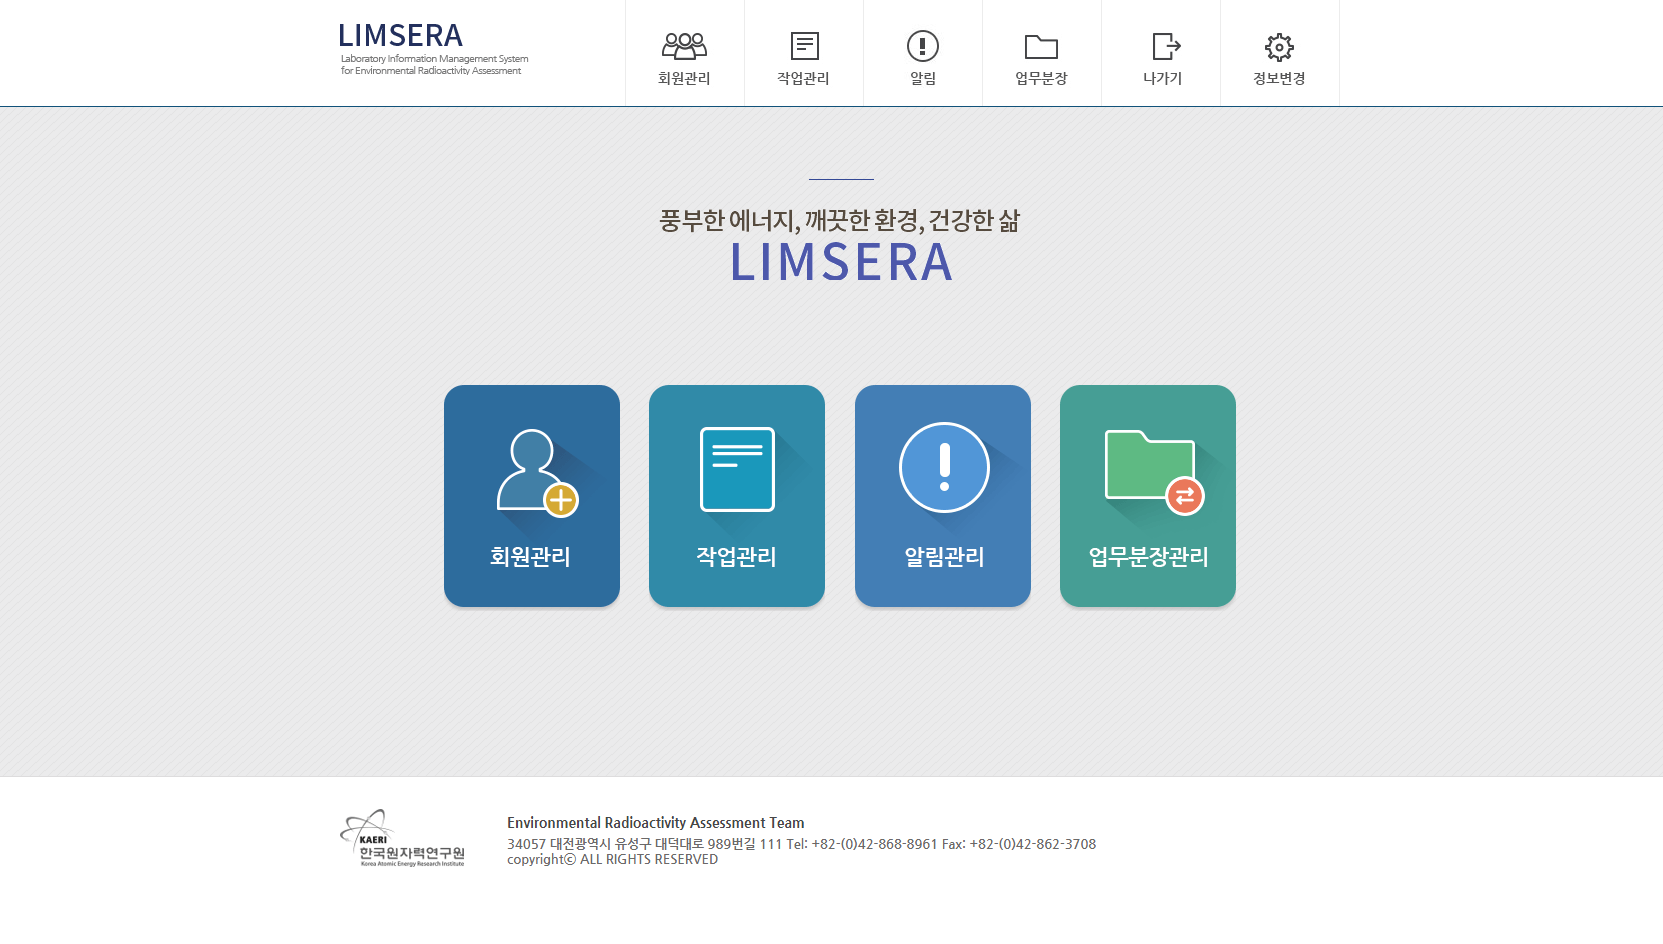 LIMSERA
Laboratory Information Management System
for Environmental Radioactivity Assessment
회원관리
작업관리
알림
업무분장
나가기
정보변경
풍부한 에너지, 깨끗한 환경, 건강한 삶
LIMSERA
회원관리
작업관리
알림관리
업무분장관리
KAERI
한국원자력연구원
Korea Atomic Energy Research Institute
Environmental Radioactivity Assessment Team
34057 대전광역시 유성구 대덕대로 989번길 111 Tel: +82-(0)42-868-8961 Fax: +82-(0)42-862-3708
copyrightⓒ ALL RIGHTS RESERVED